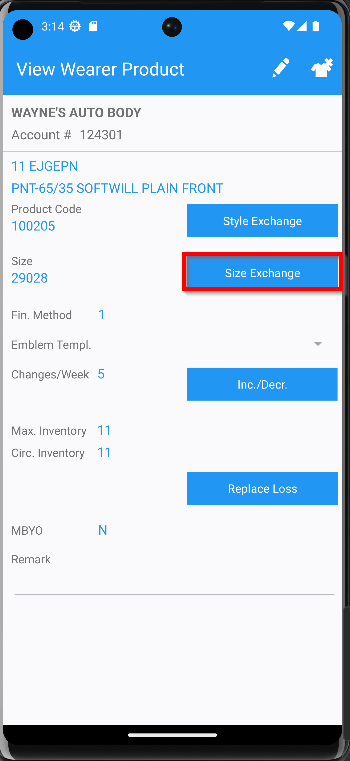 3:14
View Wearer Product
WAYNE'S AUTO BODY
Account # 124301
11 EJGEPN
PNT-65/35 SOFTWILL PLAIN FRONT
Product Code
100205
Style Exchange
Size
29028
Size Exchange
Fin. Method 1
Emblem Templ.
Changes/Week 5
Inc./Decr.
Max. Inventory 11
Circ. Inventory 11
Replace Loss
MBYO N
Remark